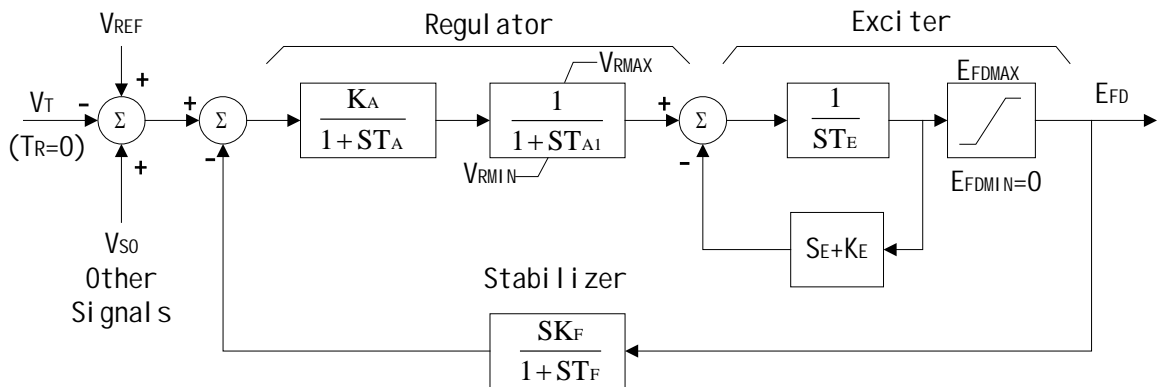 VREF
Regulator
Exciter
VRMAX
EFDMAX
+
-
VT
(TR=0)
Σ
+
+
Σ
-
KA
1+STA
1
1+STA1
+
Σ
-
1
STE
EFD
VRMIN
EFDMIN=0
+
VSO
Other
Signals
SE+KE
Stabilizer
SKF
1+STF